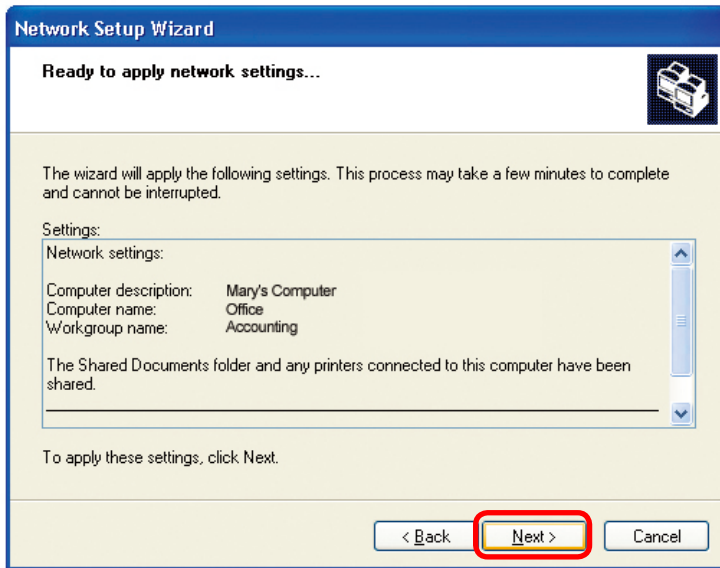 Network Setup Wizard
Ready to apply network settings...
The wizard will apply the following settings. This process may take a few minutes to complete
and cannot be interrupted.
Settings:
Network settings:
Computer description: Mary's Computer
Computer name: Office
Workgroup name: Accounting
The Shared Documents folder and any printers connected to this computer have been
shared.
To apply these settings, click Next.
< Back Next > Cancel